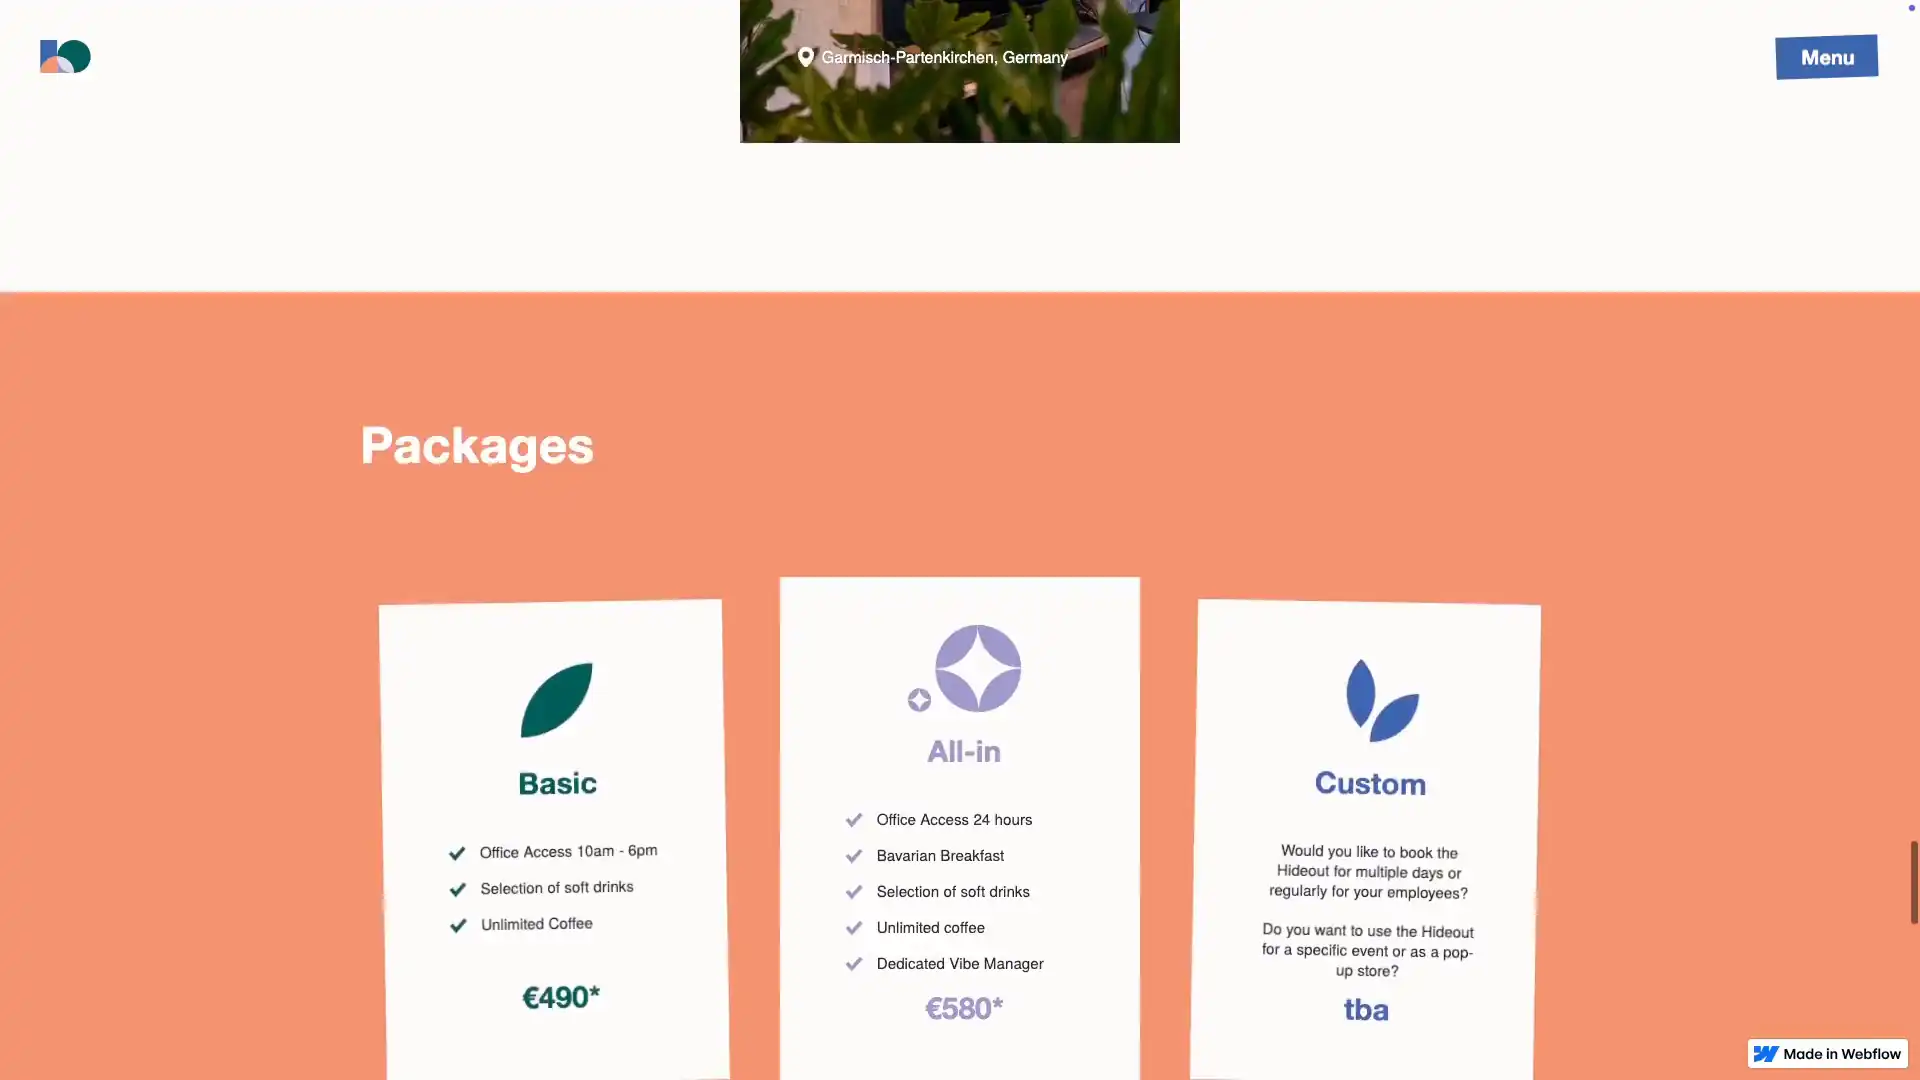 Garmisch-Partenkirchen, Germany
Menu
Packages
Basic
Office Access 10am - 6pm
Selection of soft drinks
Unlimited Coffee
€490*
All-in
Office Access 24 hours
Bavarian Breakfast
Selection of soft drinks
Unlimited coffee
Dedicated Vibe Manager
€580*
Custom
Would you like to book the
Hideout for multiple days or
regularly for your employees?
Do you want to use the Hideout
for a specific event or as a pop-
up store?
tba
Made in Webflow